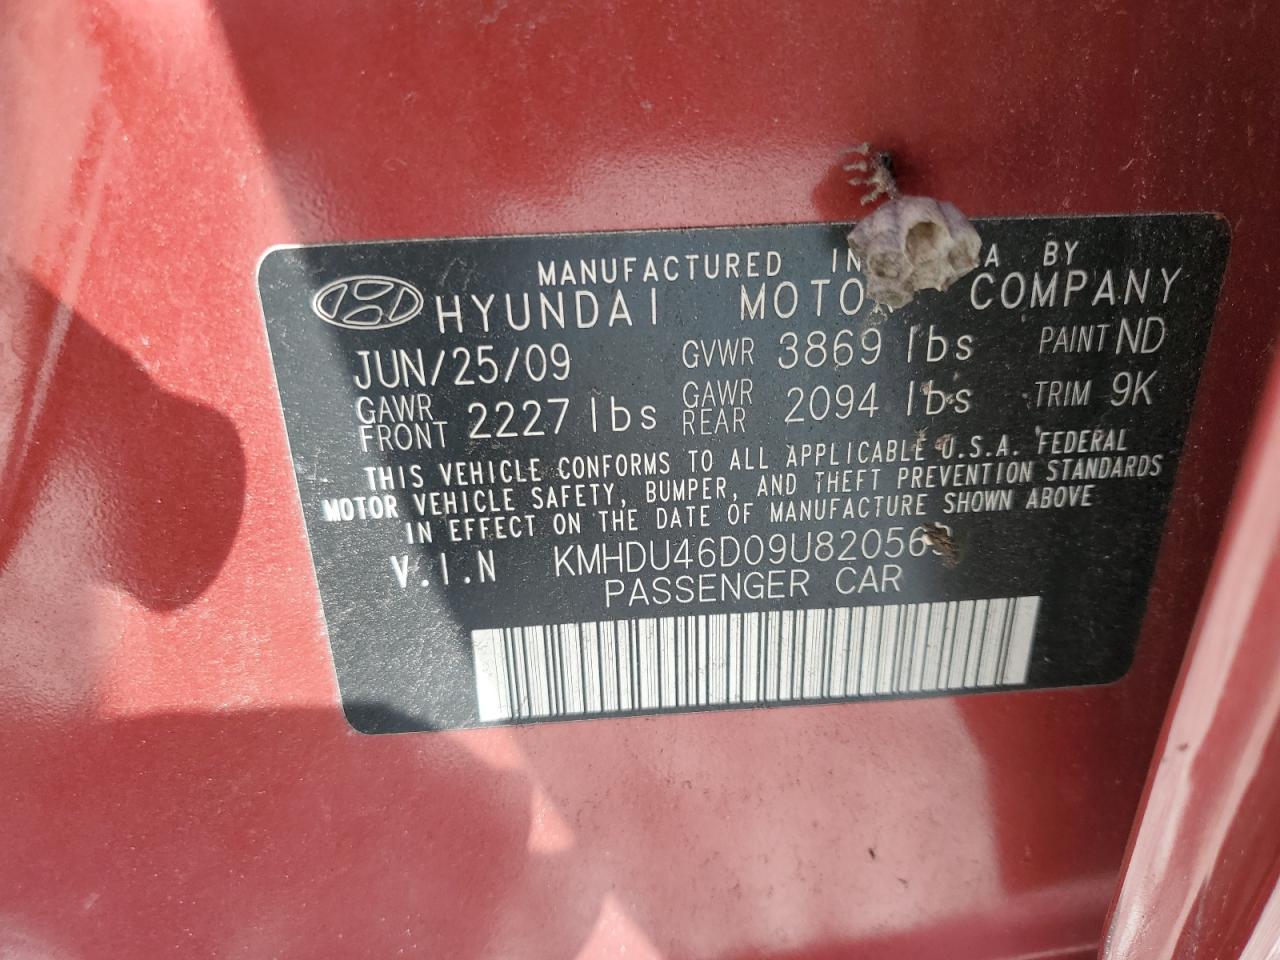 MANUFACTURED BY
HYUNDAI COMPANY
JUN/25/09 GVWR 3869 lbs PAINT ND
GAWR FRONT 2227 lbs GAWR REAR 2094 lbs TRIM 9K
THIS VEHICLE CONFORMS TO ALL APPLICABLE U.S.A. FEDERAL
MOTOR VEHICLE SAFETY, BUMPER, AND THEFT PREVENTION STANDARDS
IN EFFECT ON THE DATE OF MANUFACTURE SHOWN ABOVE
V.I.N
PASSENGER CAR